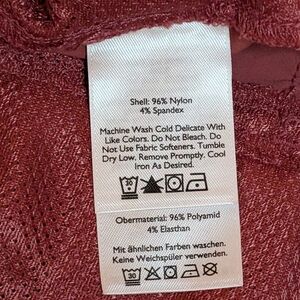 Shell: 96% Nylon
4% Spandex
Machine Wash Cold Delicate With
Like Colors. Do Not Bleach. Do
Not Use Fabric Softeners. Tumble
Dry Low. Remove Promptly. Cool
Iron As Desired.
30
Obermaterial: 96% Polyamid
4% Elasthan
Mit ähnlichen Farben waschen.
Keine Weichspüler verwenden.
30